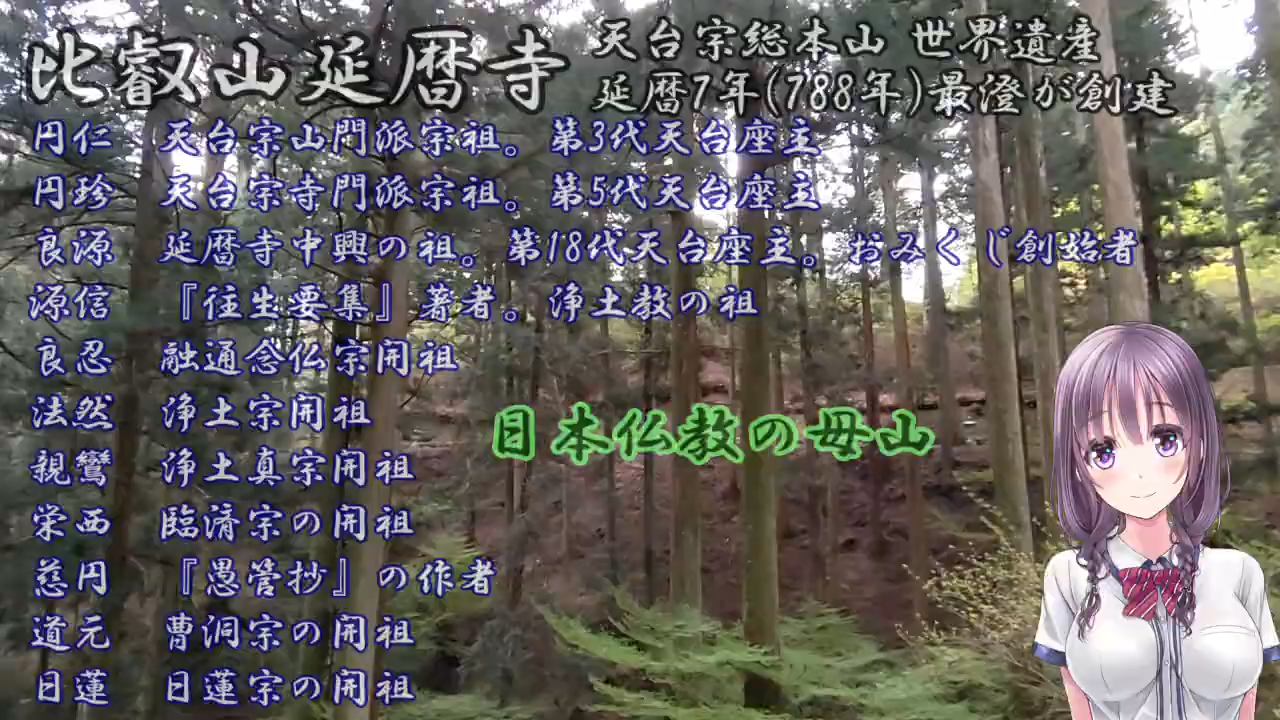 比叡山延暦寺
天台宗総本山 世界遺産
延暦7年(788年)最澄が創建
円仁 天台宗山門派宗祖。第3代天台座主
円珍 天台宗寺門派宗祖。第5代天台座主
良源 延暦寺中興の祖。第18代天台座主。おみくじ創始者
源信 『往生要集』著者。浄土教の祖
良忍 融通念仏宗開祖
法然 浄土宗開祖
日本仏教の母山
親鸞 浄土真宗開祖
栄西 臨済宗の開祖
慈円 『愚管抄』の作者
道元 曹洞宗の開祖
日蓮 日蓮宗の開祖